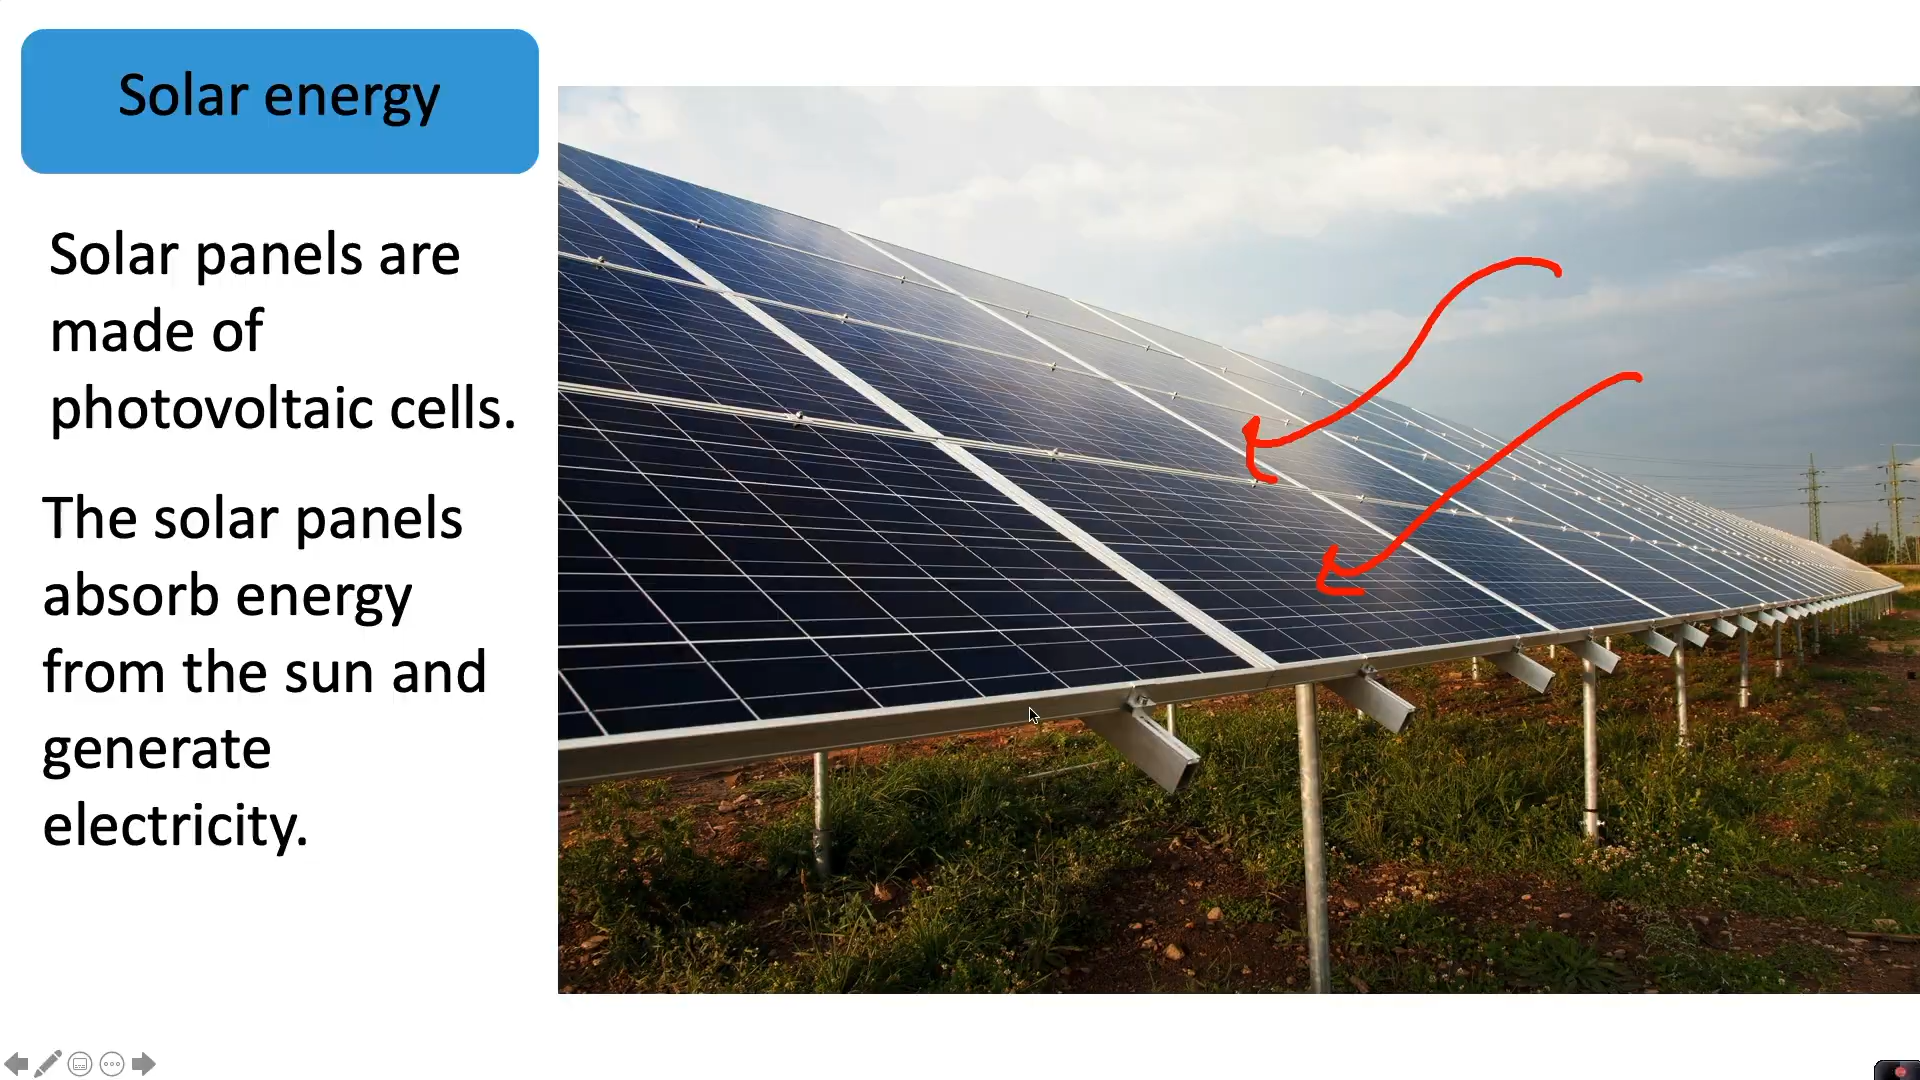 Solar energy
Solar panels are
made of
photovoltaic cells.
The solar panels
absorb energy
from the sun and
generate
electricity.